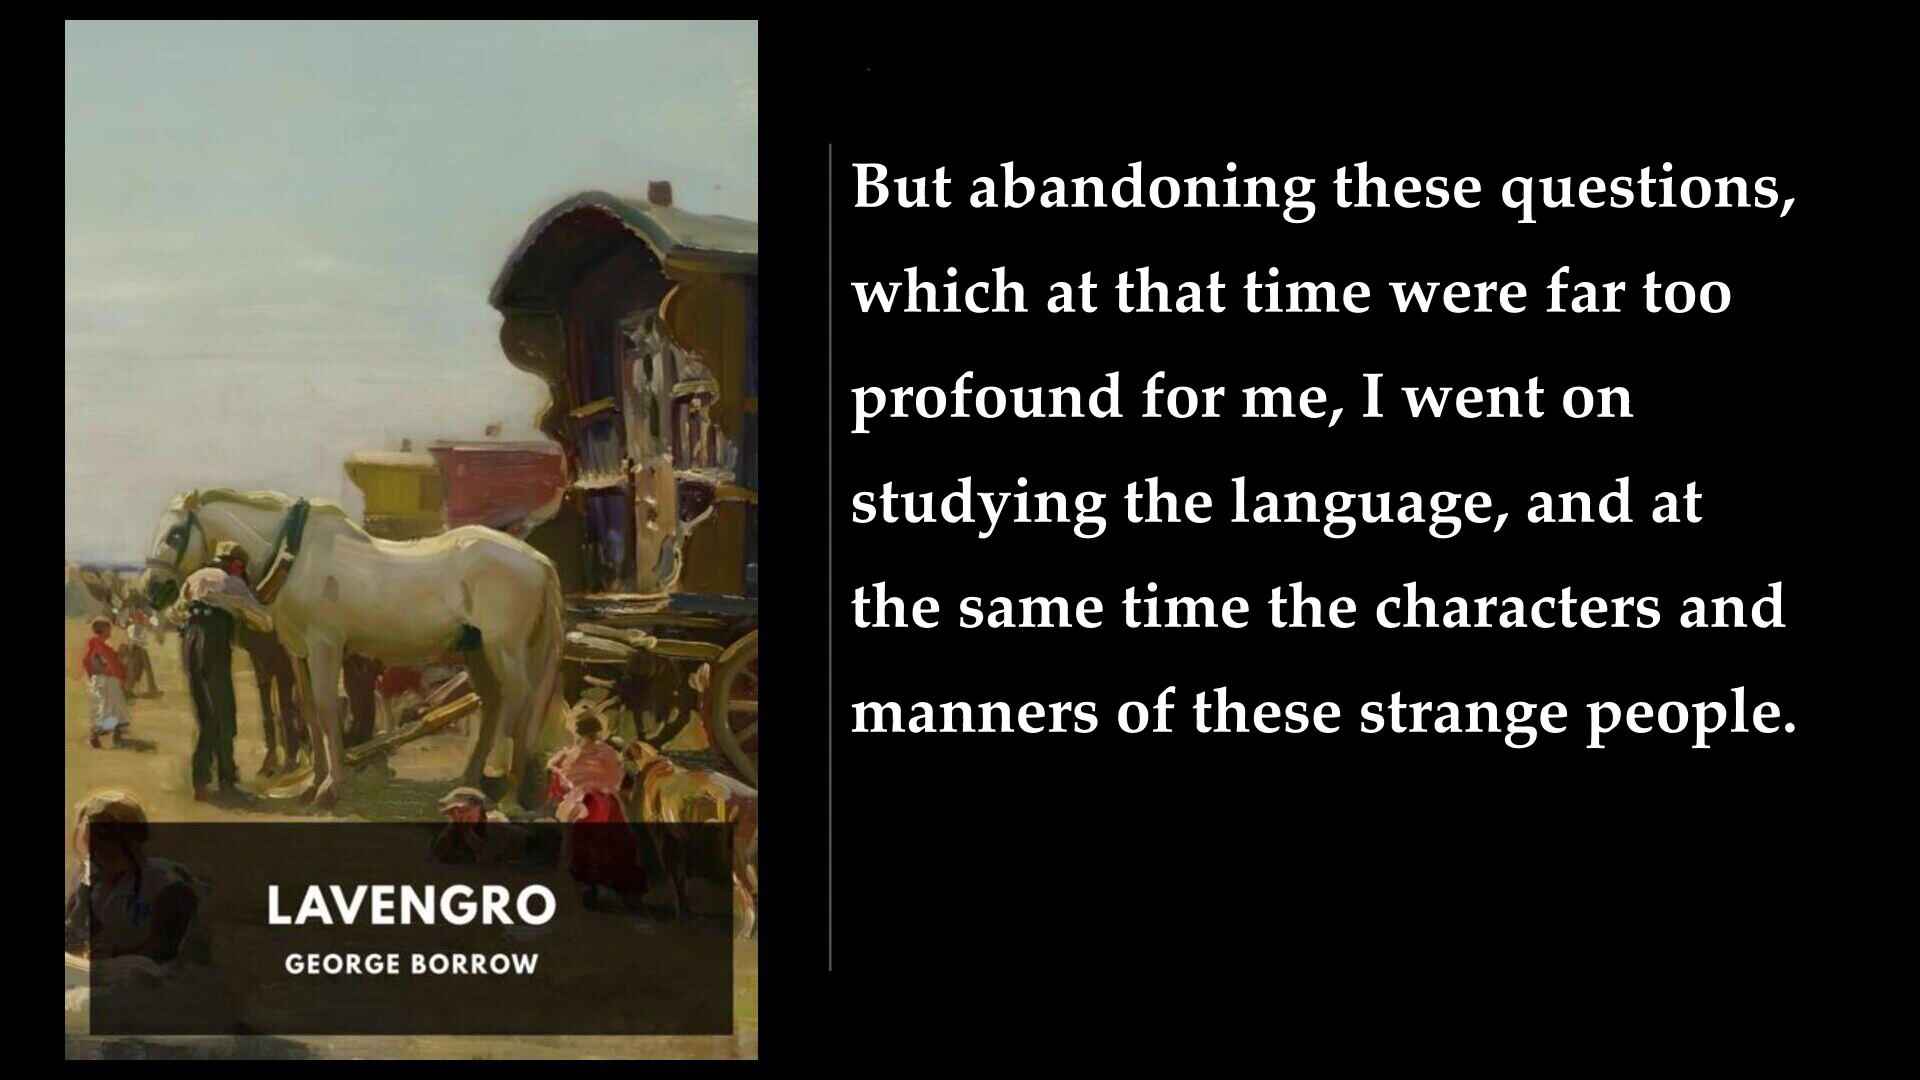 LAVENGRO
GEORGE BORROW
But abandoning these questions,
which at that time were far too
profound for me, I went on
studying the language, and at
the same time the characters and
manners of these strange people.